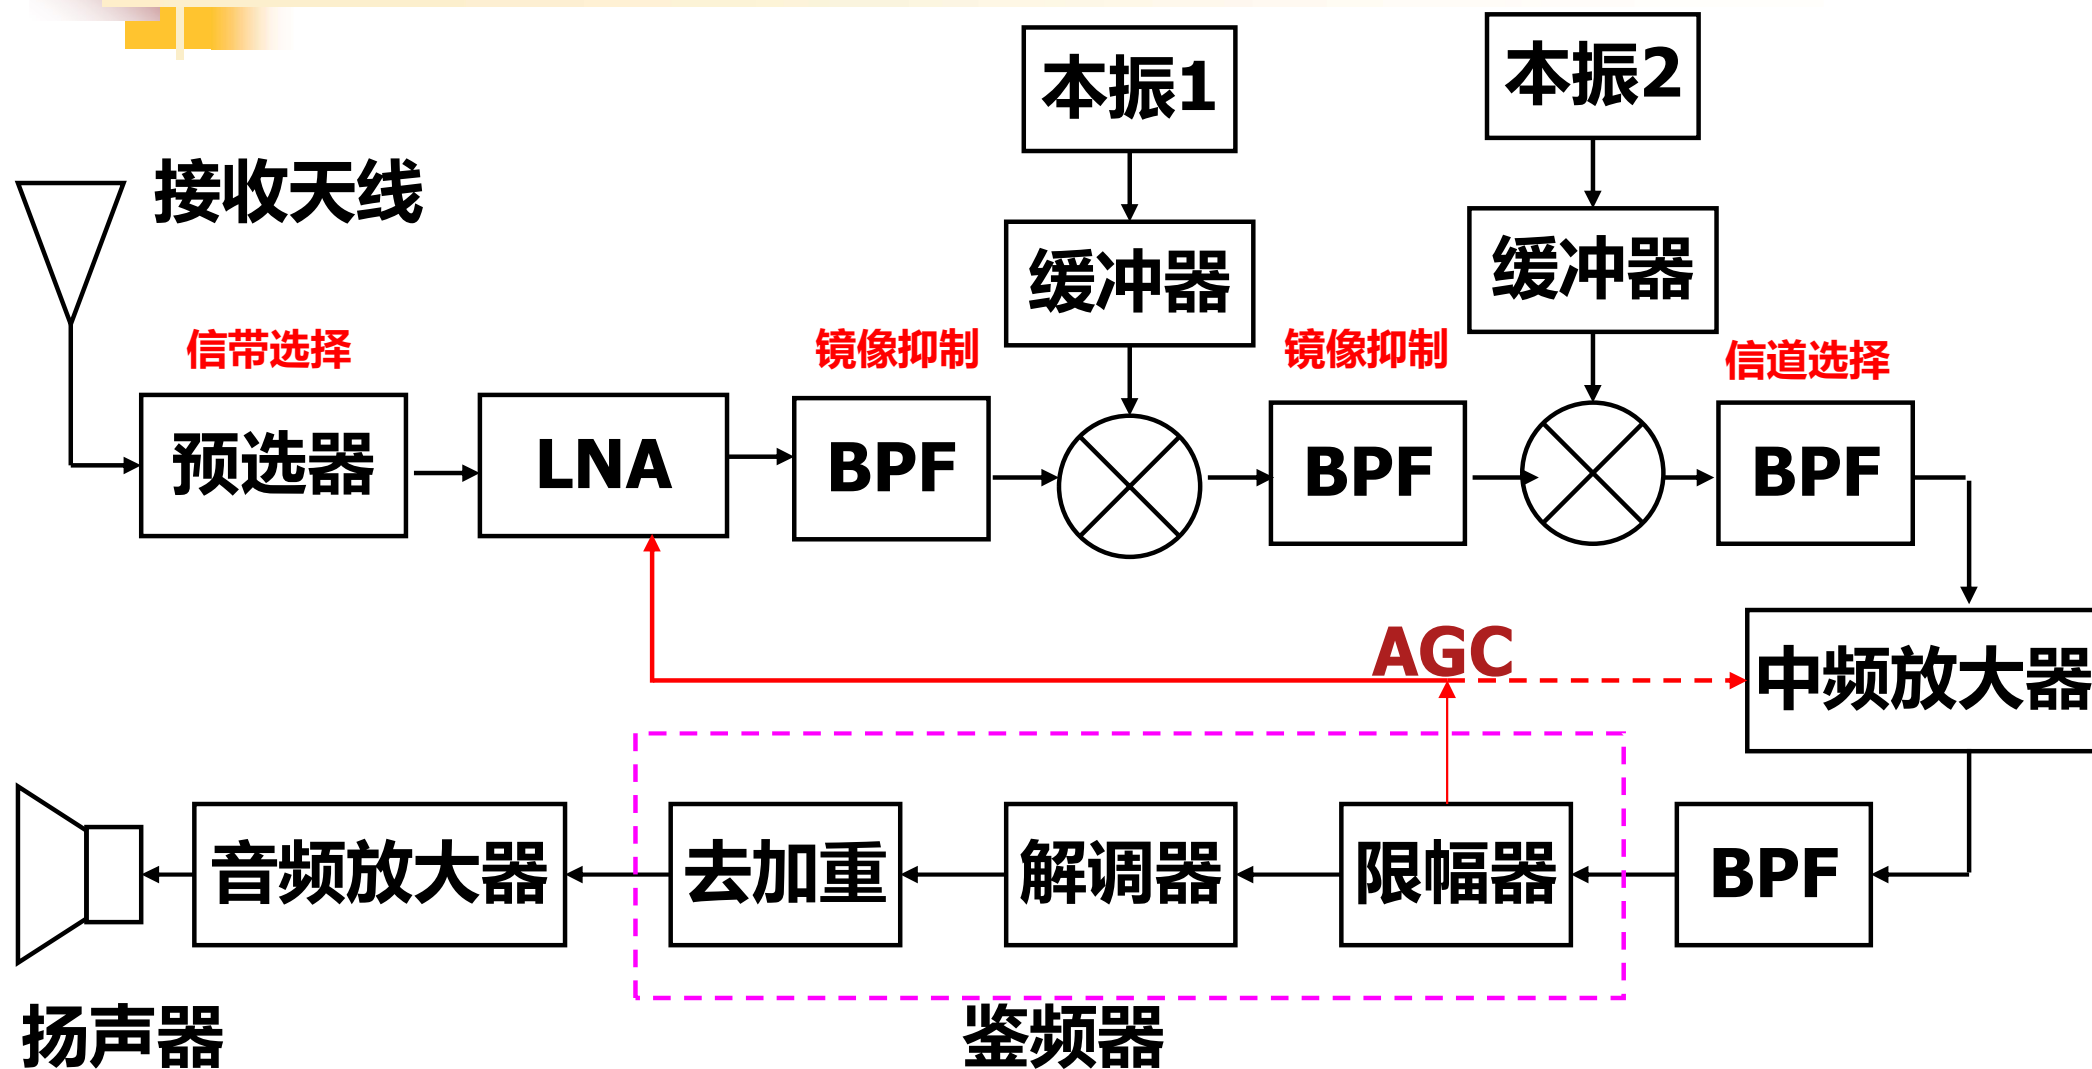 本振1
本振2
接收天线
缓冲器
缓冲器
信带选择
镜像抑制
镜像抑制
信道选择
预选器
LNA
BPF
BPF
BPF
AGC
中频放大器
音频放大器
去加重
解调器
限幅器
BPF
扬声器
鉴频器